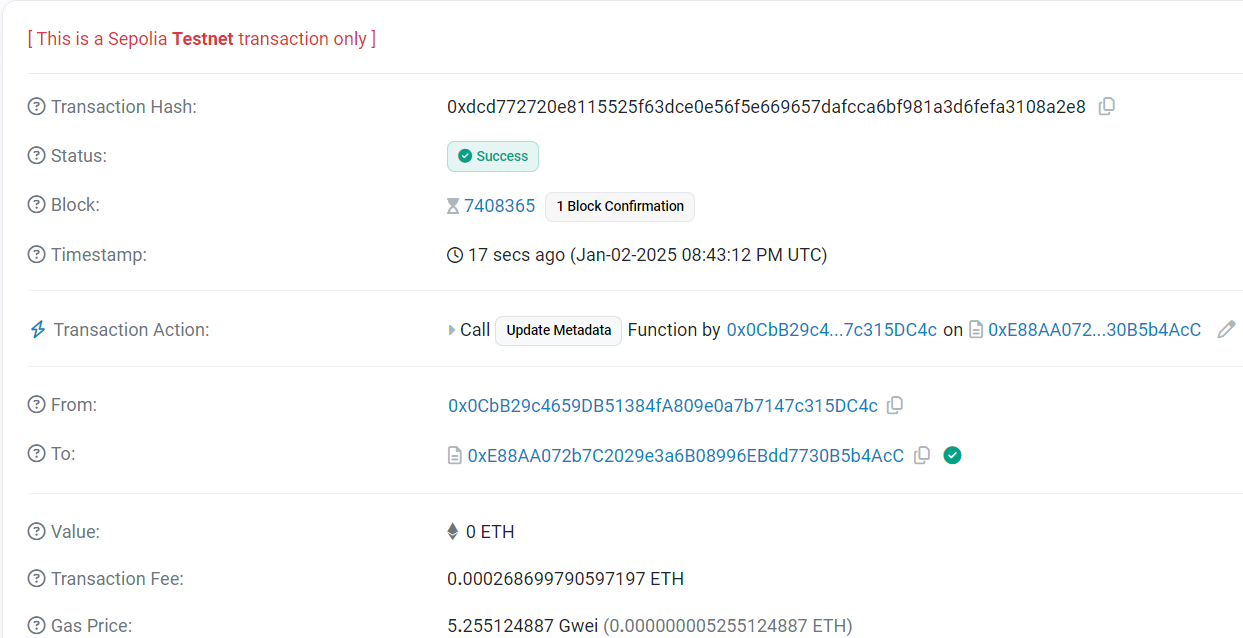 [ This is a Sepolia Testnet transaction only ]
Transaction Hash: 0xdcd772720e8115525f63dce0e56f5e669657dafcca6bf981a3d6fefa3108a2e8
Status: Success
Block: 7408365 1 Block Confirmation
Timestamp: 17 secs ago (Jan-02-2025 08:43:12 PM UTC)
Transaction Action: Call Update Metadata Function by 0x0CbB29c4...7c315DC4c on 0xE88AA072...30B5b4AcC
From: 0x0CbB29c4659DB51384fA809e0a7b7147c315DC4c
To: 0xE88AA072b7C2029e3a6B08996EBdd7730B5b4AcC
Value: 0 ETH
Transaction Fee: 0.000268699790597197 ETH
Gas Price: 5.255124887 Gwei (0.000000005255124887 ETH)